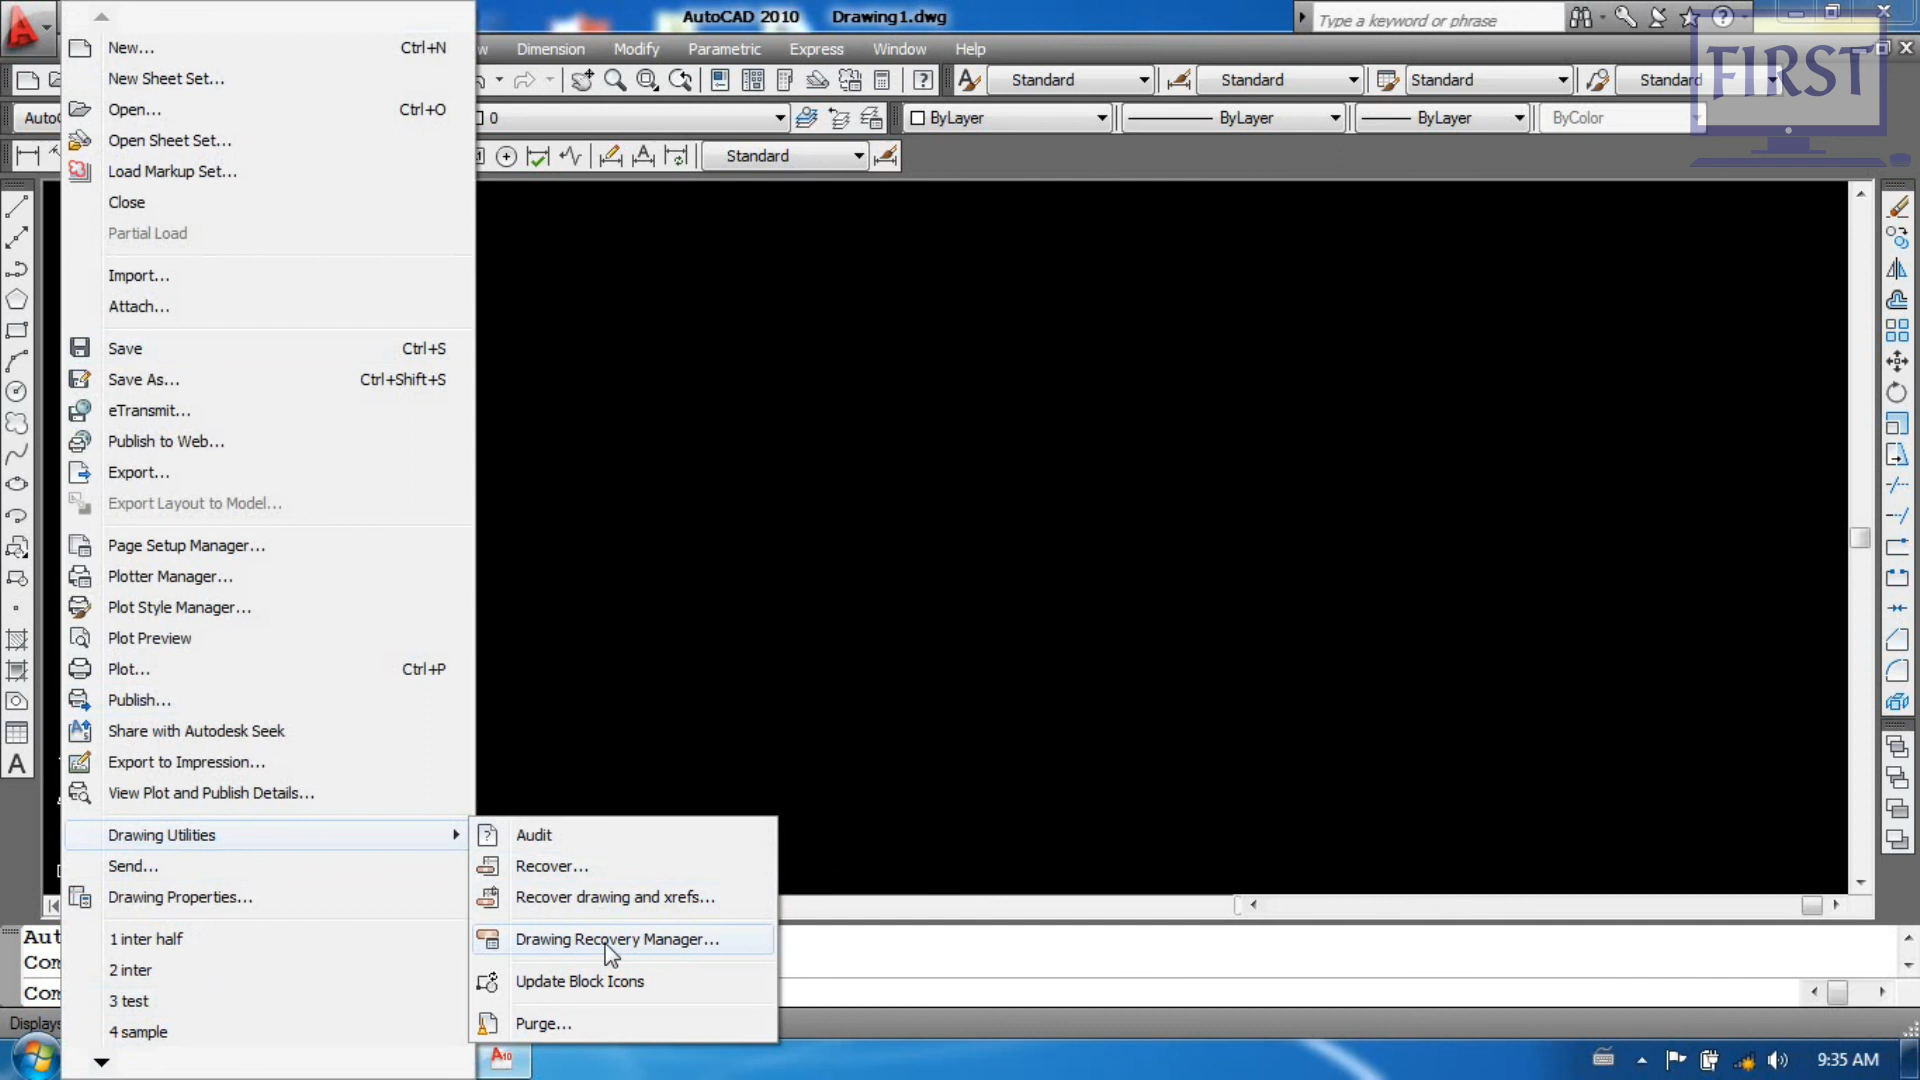 AutoCAD 2010 Drawing1.dwg
Type a keyword or phrase
FIRST
Dimension Modify Parametric Express Window Help
Standard Standard Standard Standard
0 ByLayer ByLayer ByLayer ByColor
Standard
New... Ctrl+N
New Sheet Set...
Open... Ctrl+O
Open Sheet Set...
Load Markup Set...
Close
Partial Load
Import...
Attach...
Save Ctrl+S
Save As... Ctrl+Shift+S
eTransmit...
Publish to Web...
Export...
Export Layout to Model...
Page Setup Manager...
Plotter Manager...
Plot Style Manager...
Plot Preview
Plot... Ctrl+P
Publish...
Share with Autodesk Seek
Export to Impression...
View Plot and Publish Details...
Drawing Utilities
Send...
Drawing Properties...
1 inter half
2 inter
3 test
4 sample
Audit
Recover...
Recover drawing and xrefs...
Drawing Recovery Manager...
Update Block Icons
Purge...
Aut
Com
Com
Displays
A10
9:35 AM